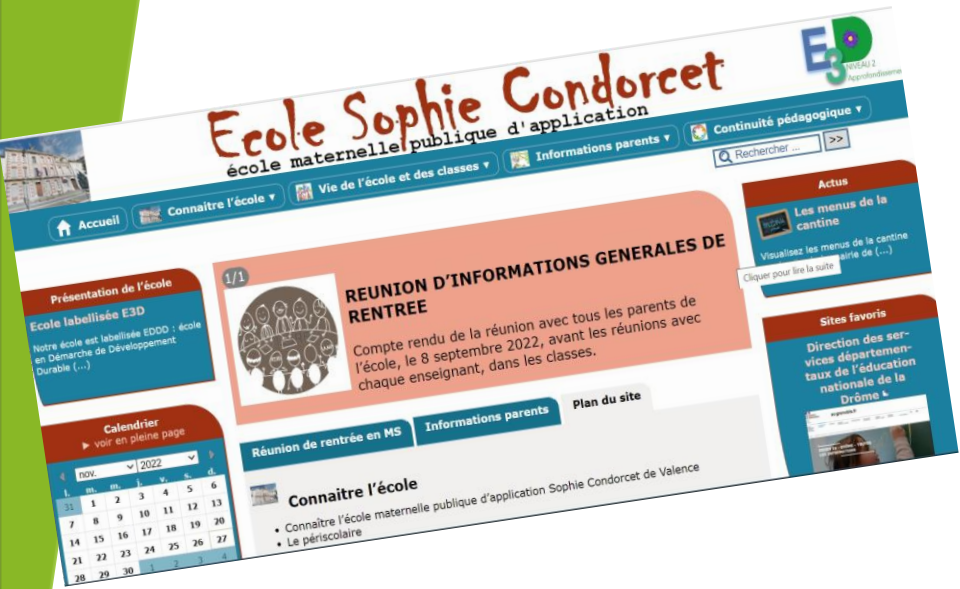 Ecole Sophie Condorcet
école maternelle publique d'application
E3D
NIVEAU 2
Approfondissement
Accueil
Connaitre l'école ▼
Vie de l'école et des classes ▼
Informations parents ▼
Continuité pédagogique ▼
Rechercher ...
>>
Présentation de l'école
Ecole labellisée E3D
Notre école est labellisée EDDD : école
en Démarche de Développement
Durable (...)
Calendrier
► voir en pleine page
nov.
2022
l. m. m. j. v. s. d.
31 1 2 3 4 5 6
7 8 9 10 11 12 13
14 15 16 17 18 19 20
21 22 23 24 25 26 27
28 29 30 1 2 3 4
1/1
REUNION D'INFORMATIONS GENERALES DE
RENTREE
Compte rendu de la réunion avec tous les parents de
l'école, le 8 septembre 2022, avant les réunions avec
chaque enseignant, dans les classes.
Réunion de rentrée en MS
Informations parents
Plan du site
Connaitre l'école
• Connaître l'école maternelle publique d'application Sophie Condorcet de Valence
• Le périscolaire
Actus
Les menus de la
cantine
Visualisez les menus de la cantine
mairie de (...)
Cliquer pour lire la suite
Sites favoris
Direction des ser-
vices départemen-
taux de l'éducation
nationale de la
Drôme